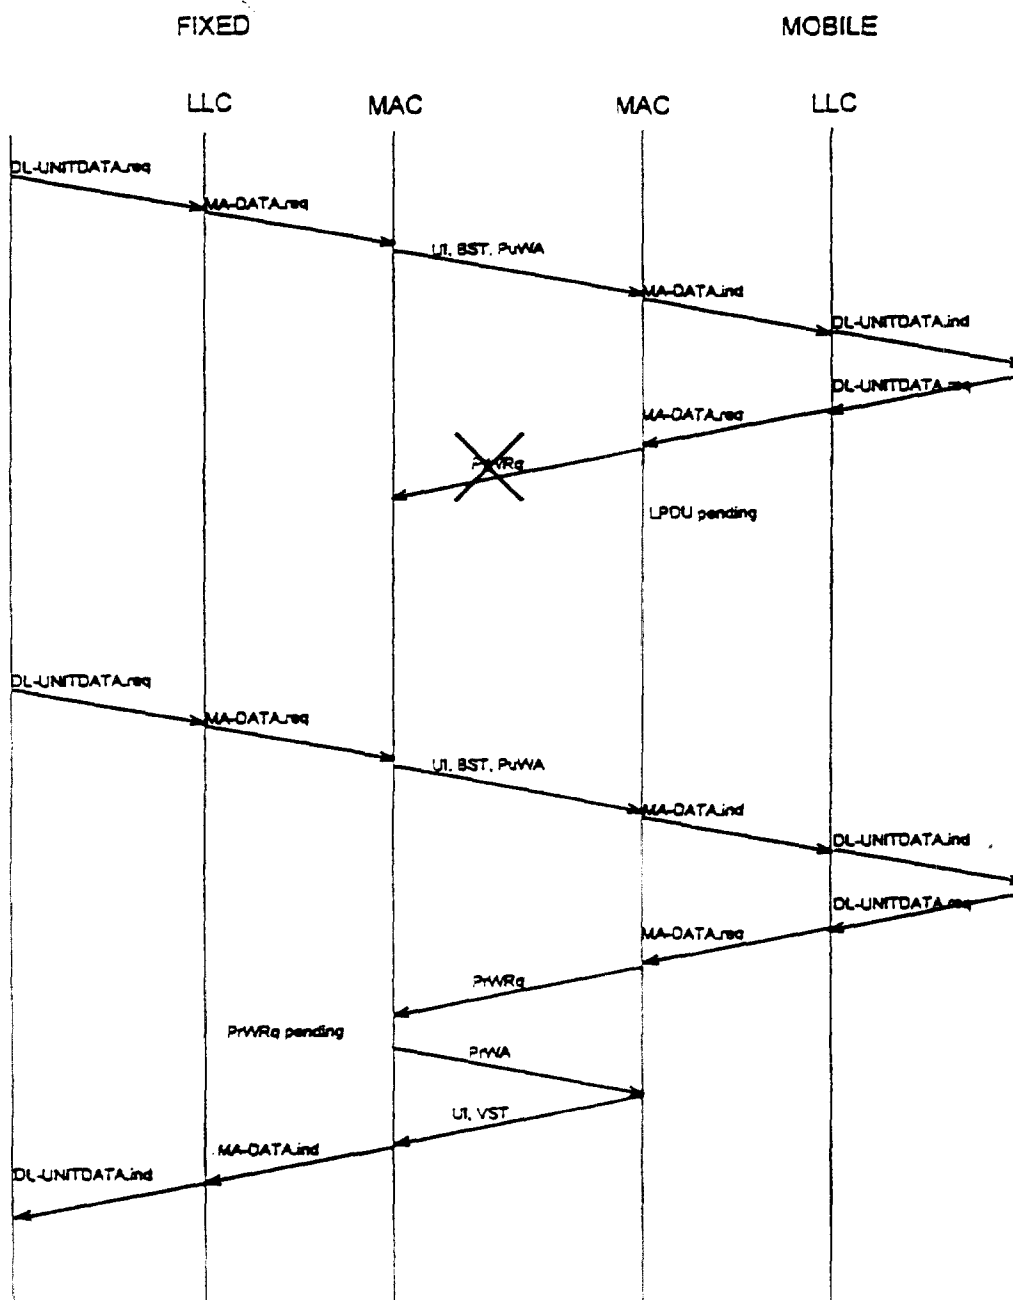 FIXED MOBILE
LLC MAC MAC LLC
DL-UNITDATA.req
MA-DATA.req
UI, BST, PuWA
MA-DATA.ind
DL-UNITDATA.ind
DL-UNITDATA.req
MA-DATA.req
PrWRq
LPDU pending
DL-UNITDATA.req
MA-DATA.req
UI, BST, PuWA
MA-DATA.ind
DL-UNITDATA.ind
DL-UNITDATA.req
MA-DATA.req
PrWRq
PrWRq pending
PrWA
UI, VST
MA-DATA.ind
DL-UNITDATA.ind